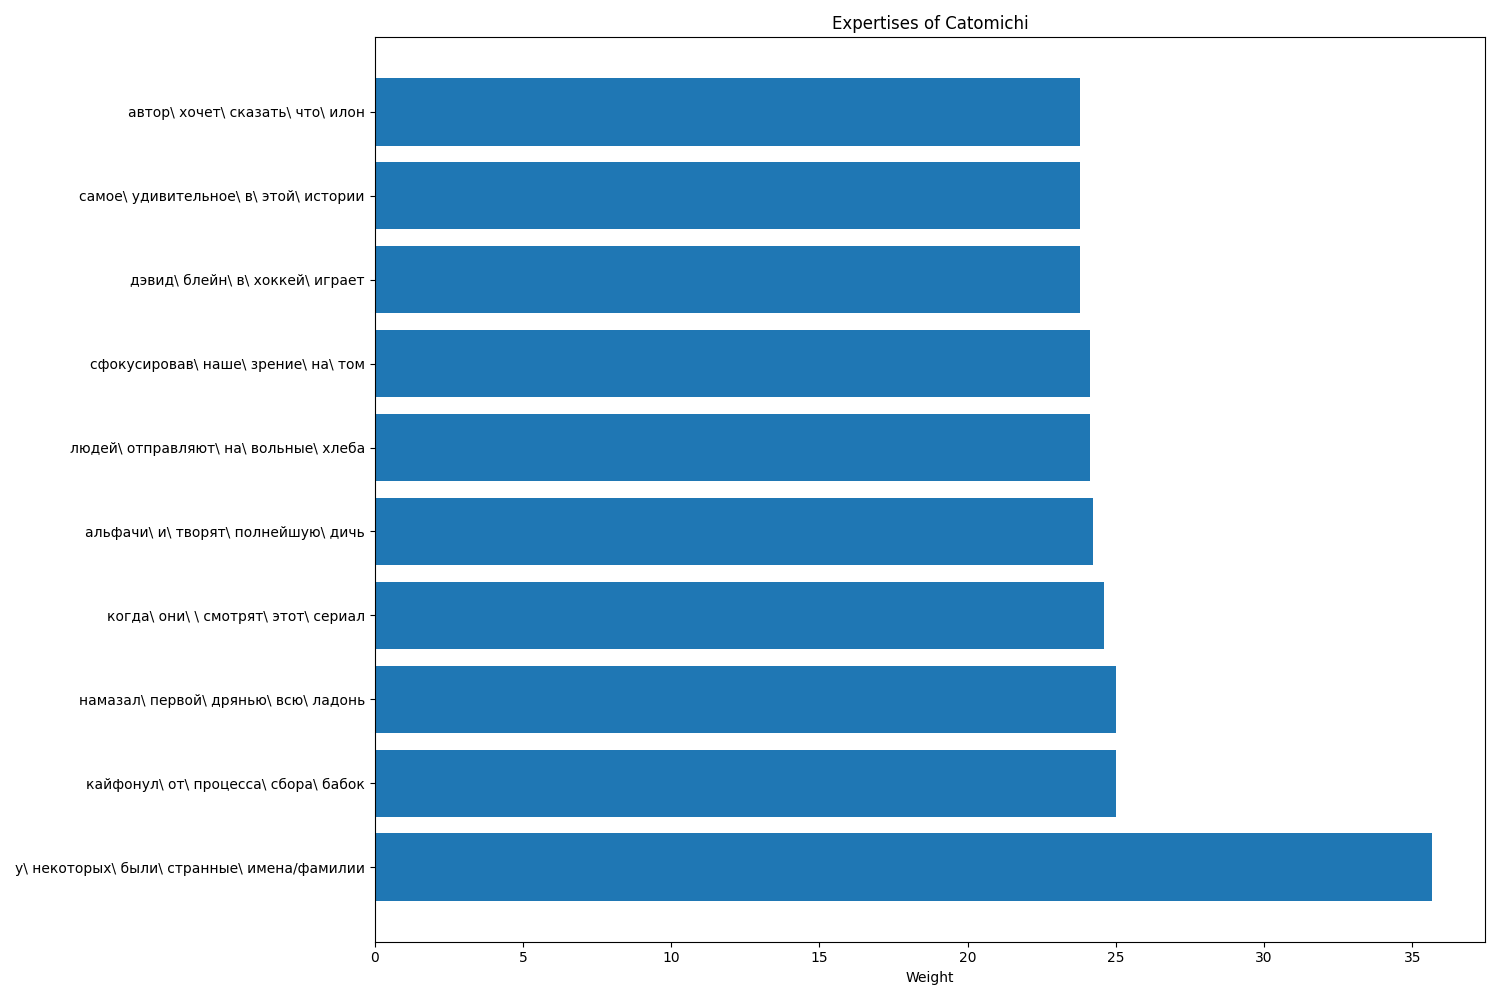 Expertises of Catomichi
автор\ хочет\ сказать\ что\ илон
самое\ удивительное\ в\ этой\ истории
дэвид\ блейн\ в\ хоккей\ играет
сфокусировав\ наше\ зрение\ на\ том
людей\ отправляют\ на\ вольные\ хлеба
альфачи\ и\ творят\ полнейшую\ дичь
когда\ они\ \ смотрят\ этот\ сериал
намазал\ первой\ дрянью\ всю\ ладонь
кайфонул\ от\ процесса\ сбора\ бабок
у\ некоторых\ были\ странные\ имена/фамилии
0 5 10 15 20 25 30 35
Weight